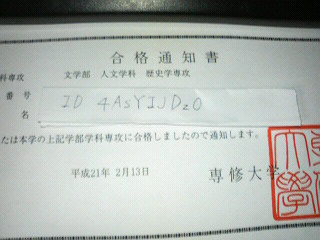 合格通知書
科専攻 文学部 人文学科 歴史学専攻
番号
名
ID 4AsYIJJDz0
たは本学の上記学部学科専攻に合格しましたので通知します。
平成21年 2月13日
専修大学
大學